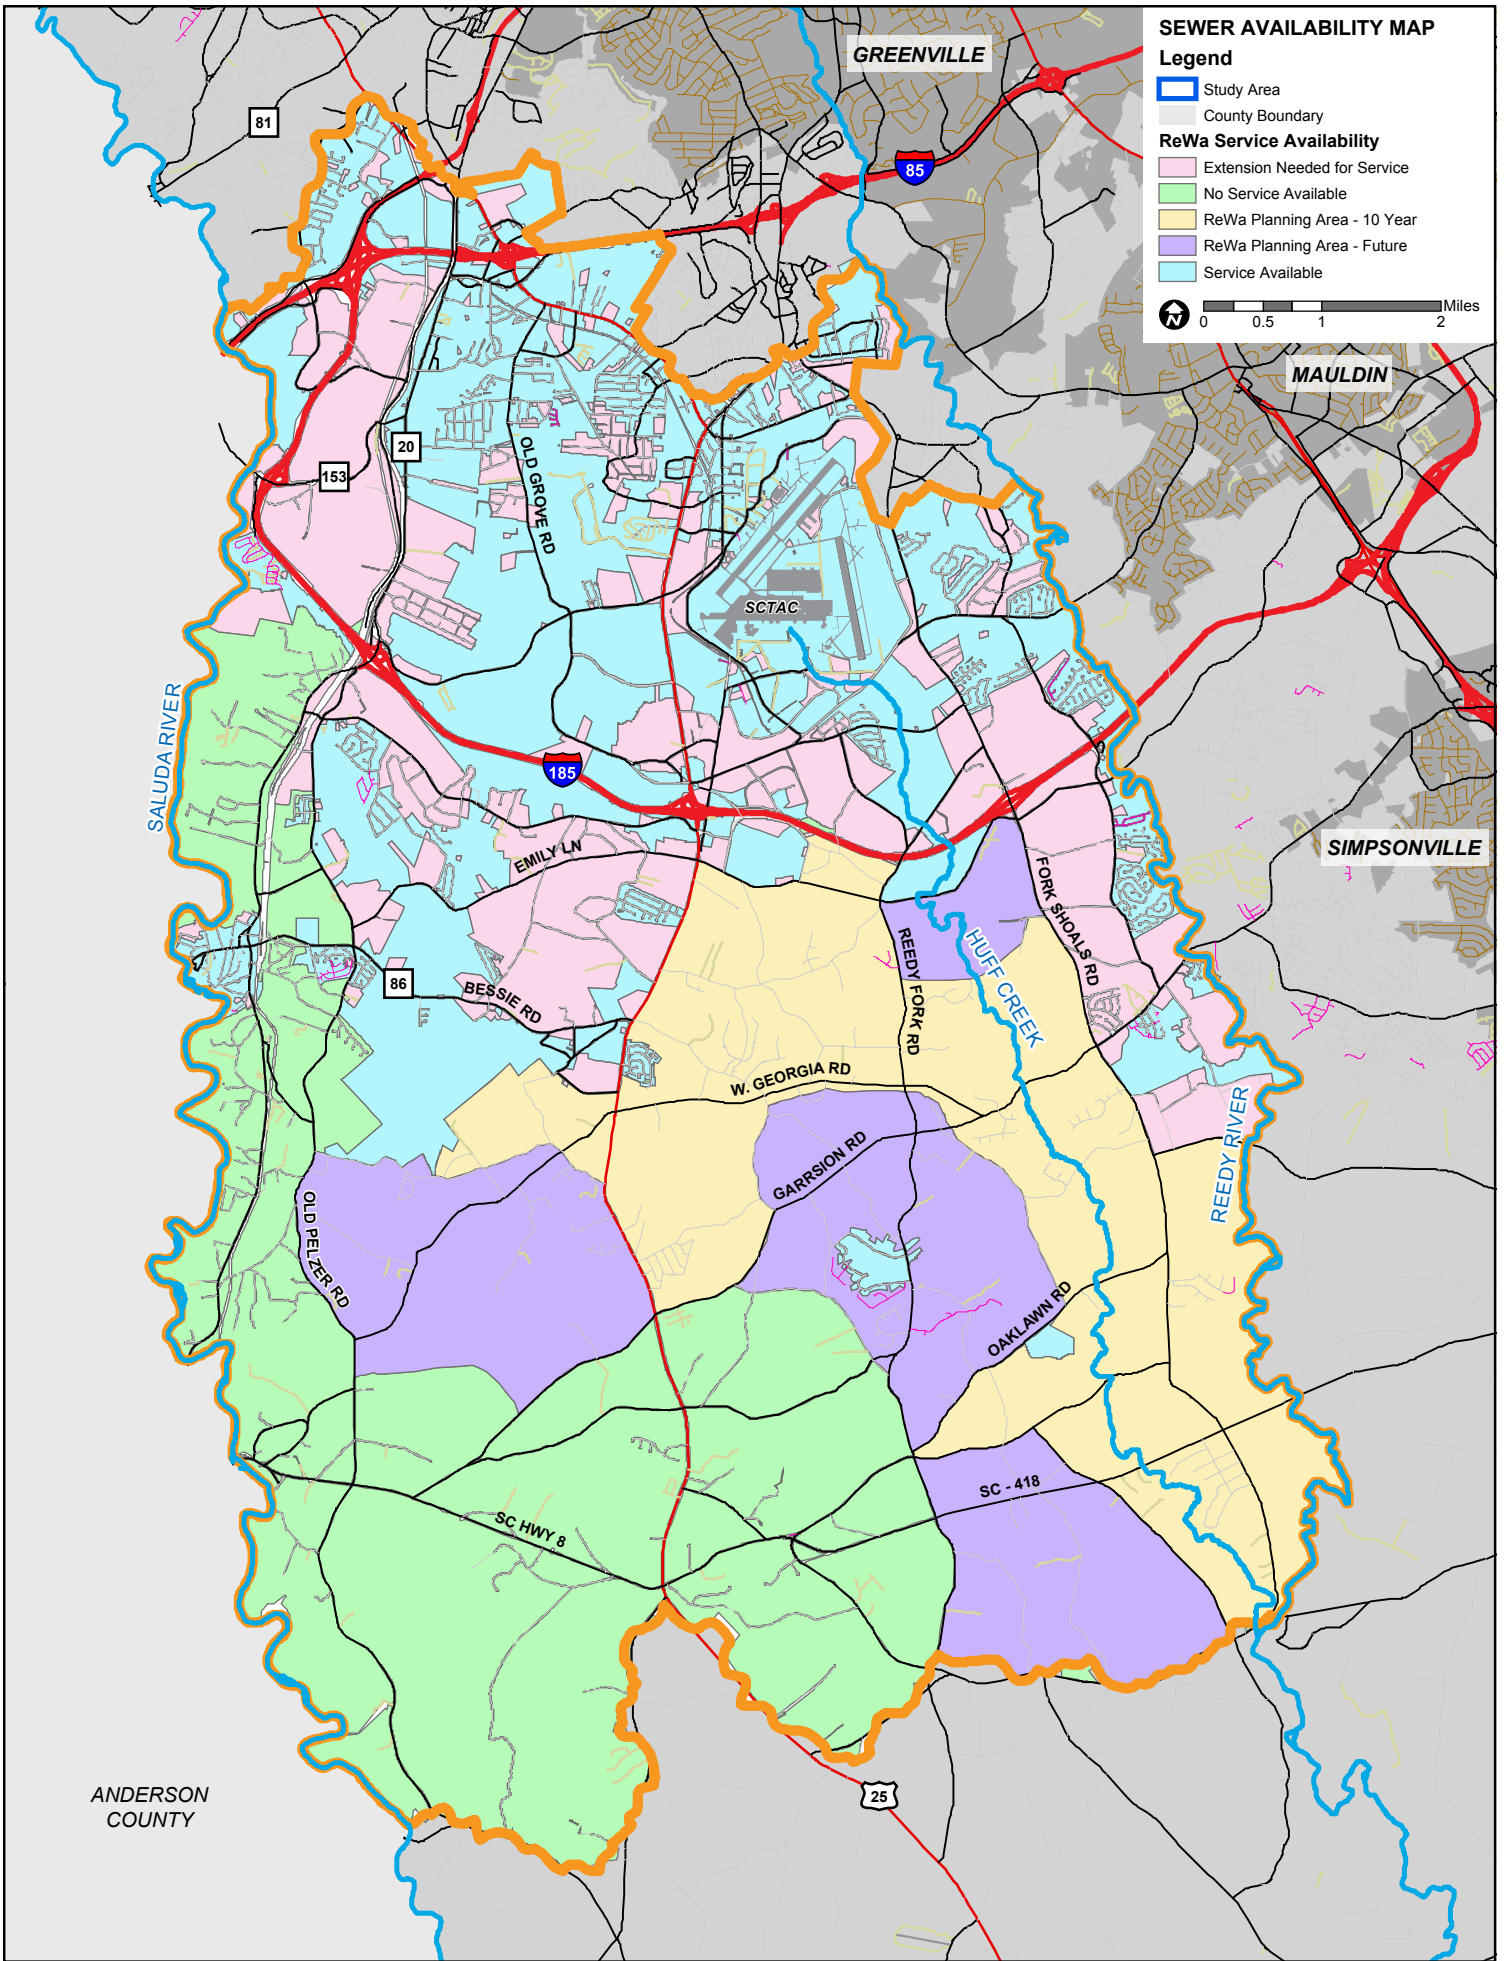 SEWER AVAILABILITY MAP
Legend
Study Area
County Boundary
ReWa Service Availability
Extension Needed for Service
No Service Available
ReWa Planning Area - 10 Year
ReWa Planning Area - Future
Service Available
N
Miles
0 0.5 1 2
GREENVILLE
81
85
MAULDIN
20
153
OLD GROVE RD
SCTAC
SALUDA RIVER
185
SIMPSONVILLE
EMILY LN
FORK SHOALS RD
REEDY FORK RD
HUFF CREEK
86
BESSIE RD
W. GEORGIA RD
GARRSION RD
REEDY RIVER
OLD PELZER RD
OAKLAWN RD
SC - 418
SC HWY 8
25
ANDERSON
COUNTY